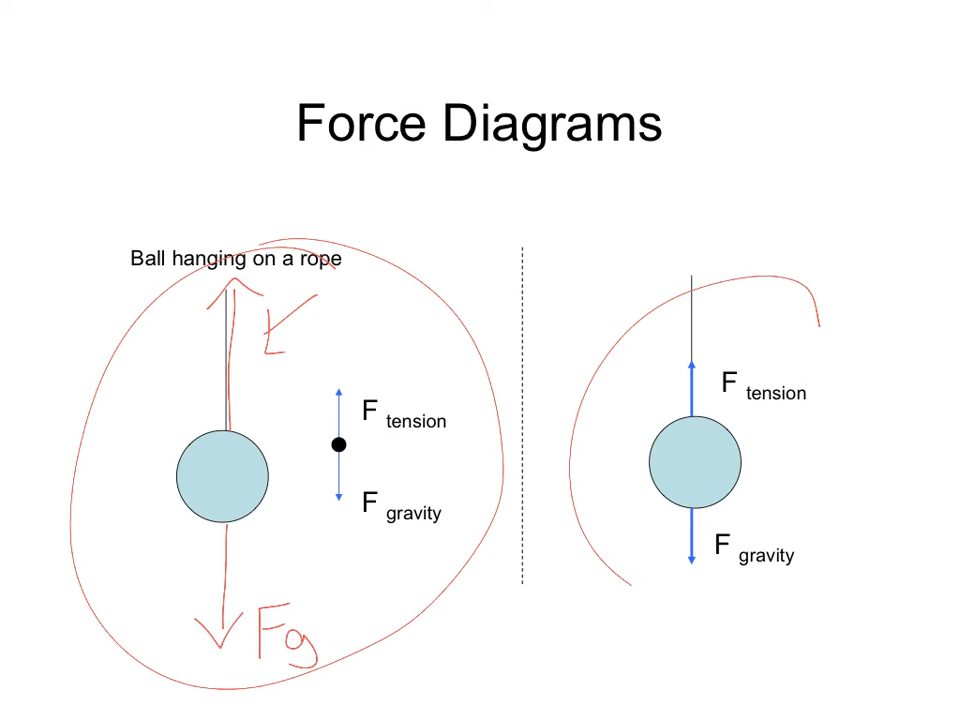 Force Diagrams
Ball hanging on a rope
F tension
F gravity
Fg
F tension
F gravity